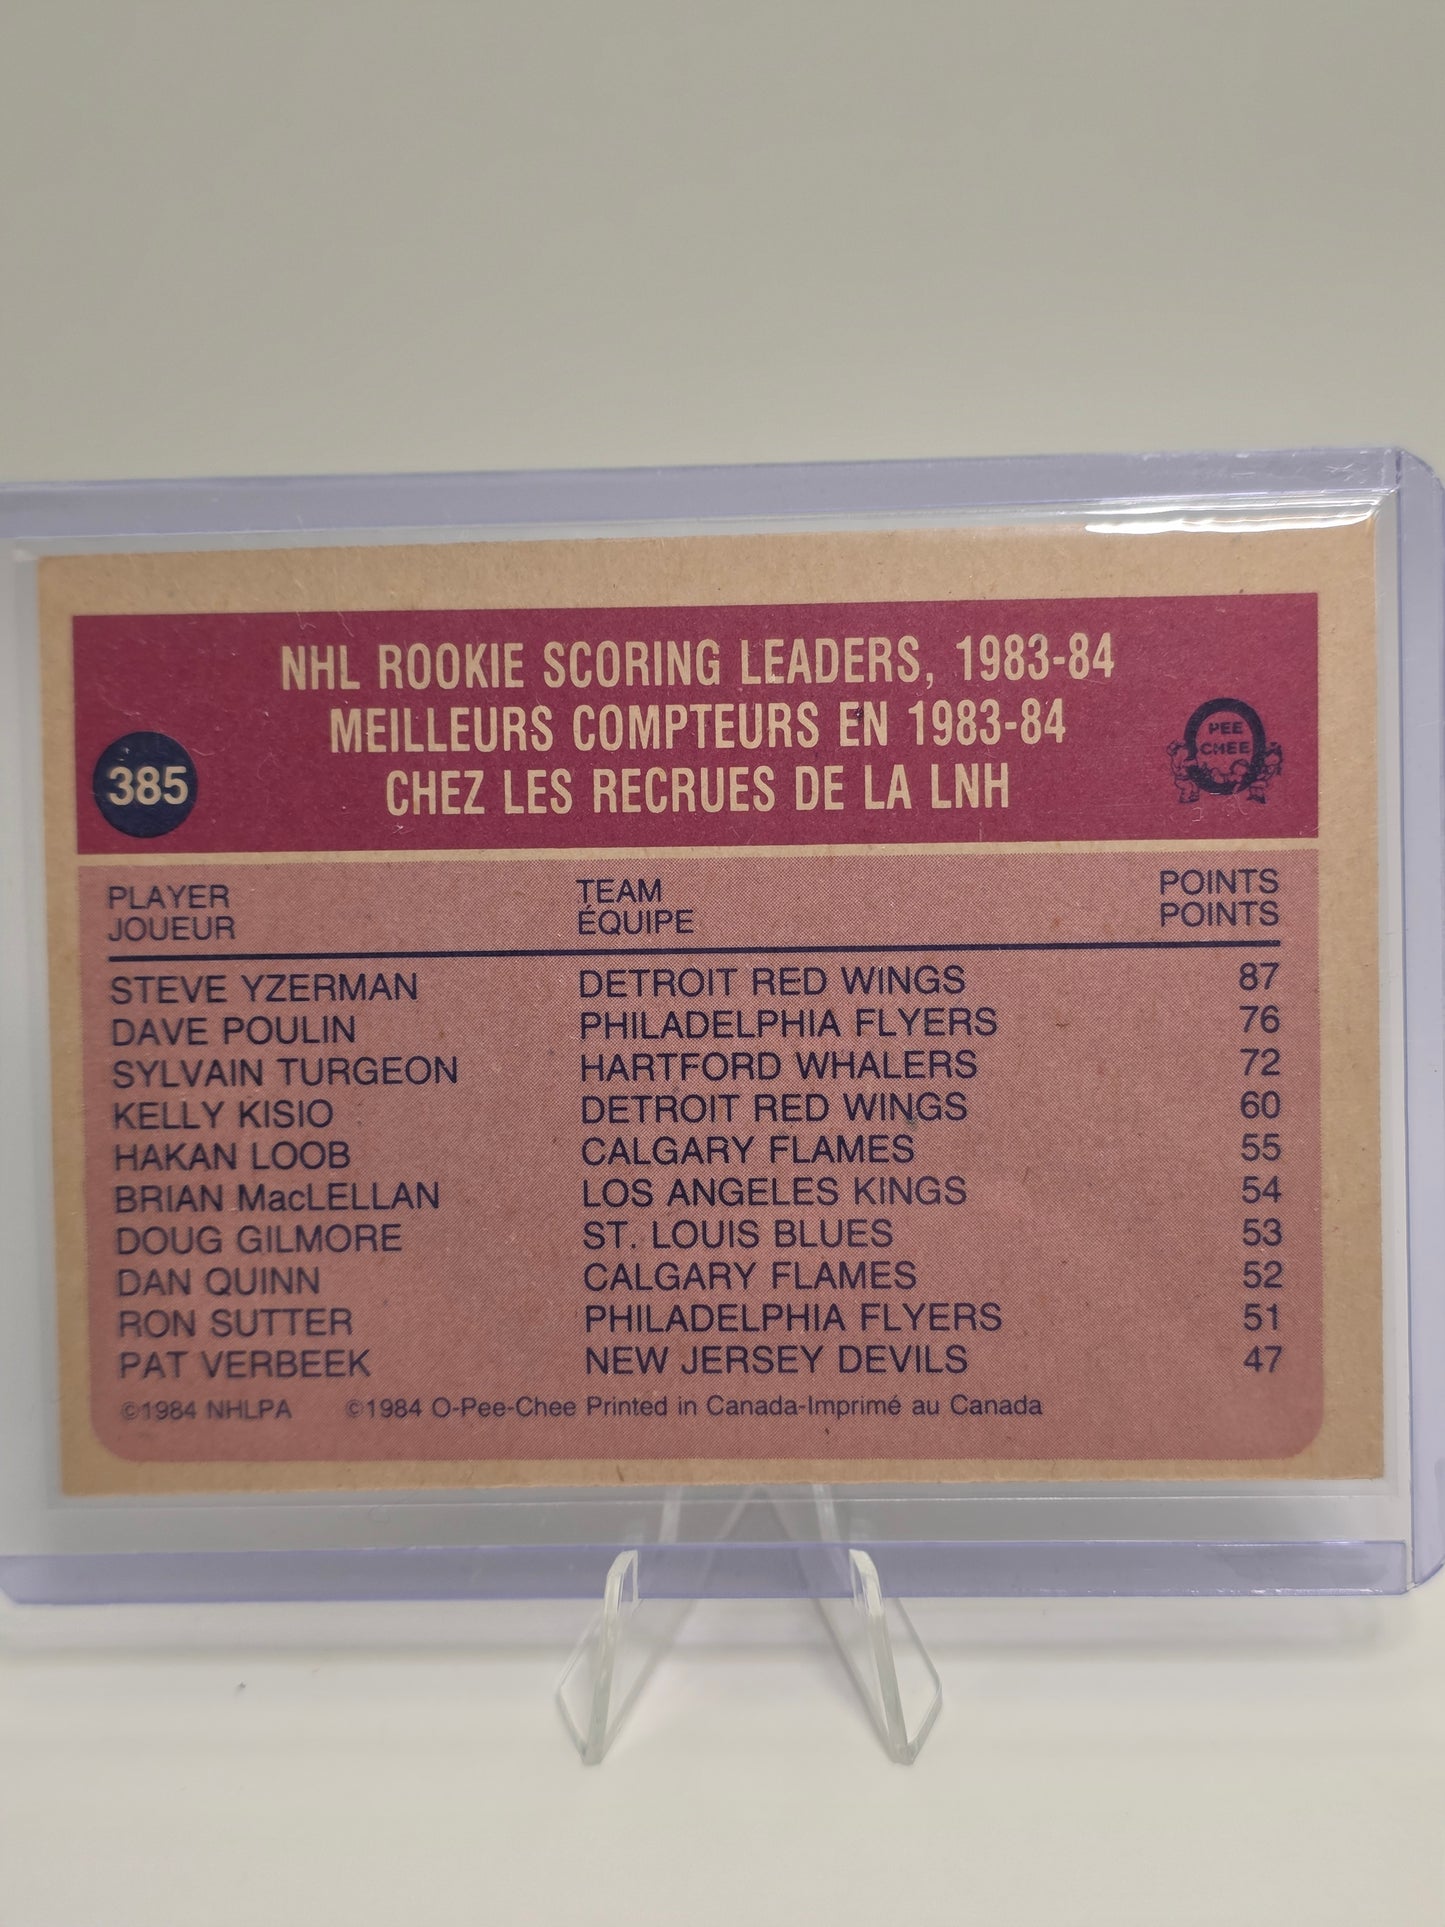 NHL ROOKIE SCORING LEADERS, 1983-84
MEILLEURS COMPTEURS EN 1983-84
CHEZ LES RECRUES DE LA LNH
385
PEE
CHEE
PLAYER TEAM POINTS
JOUEUR ÉQUIPE POINTS
STEVE YZERMAN DETROIT RED WINGS 87
DAVE POULIN PHILADELPHIA FLYERS 76
SYLVAIN TURGEON HARTFORD WHALERS 72
KELLY KISIO DETROIT RED WINGS 60
HAKAN LOOB CALGARY FLAMES 55
BRIAN MacLELLAN LOS ANGELES KINGS 54
DOUG GILMORE ST. LOUIS BLUES 53
DAN QUINN CALGARY FLAMES 52
RON SUTTER PHILADELPHIA FLYERS 51
PAT VERBEEK NEW JERSEY DEVILS 47
©1984 NHLPA ©1984 O-Pee-Chee Printed in Canada-Imprimé au Canada